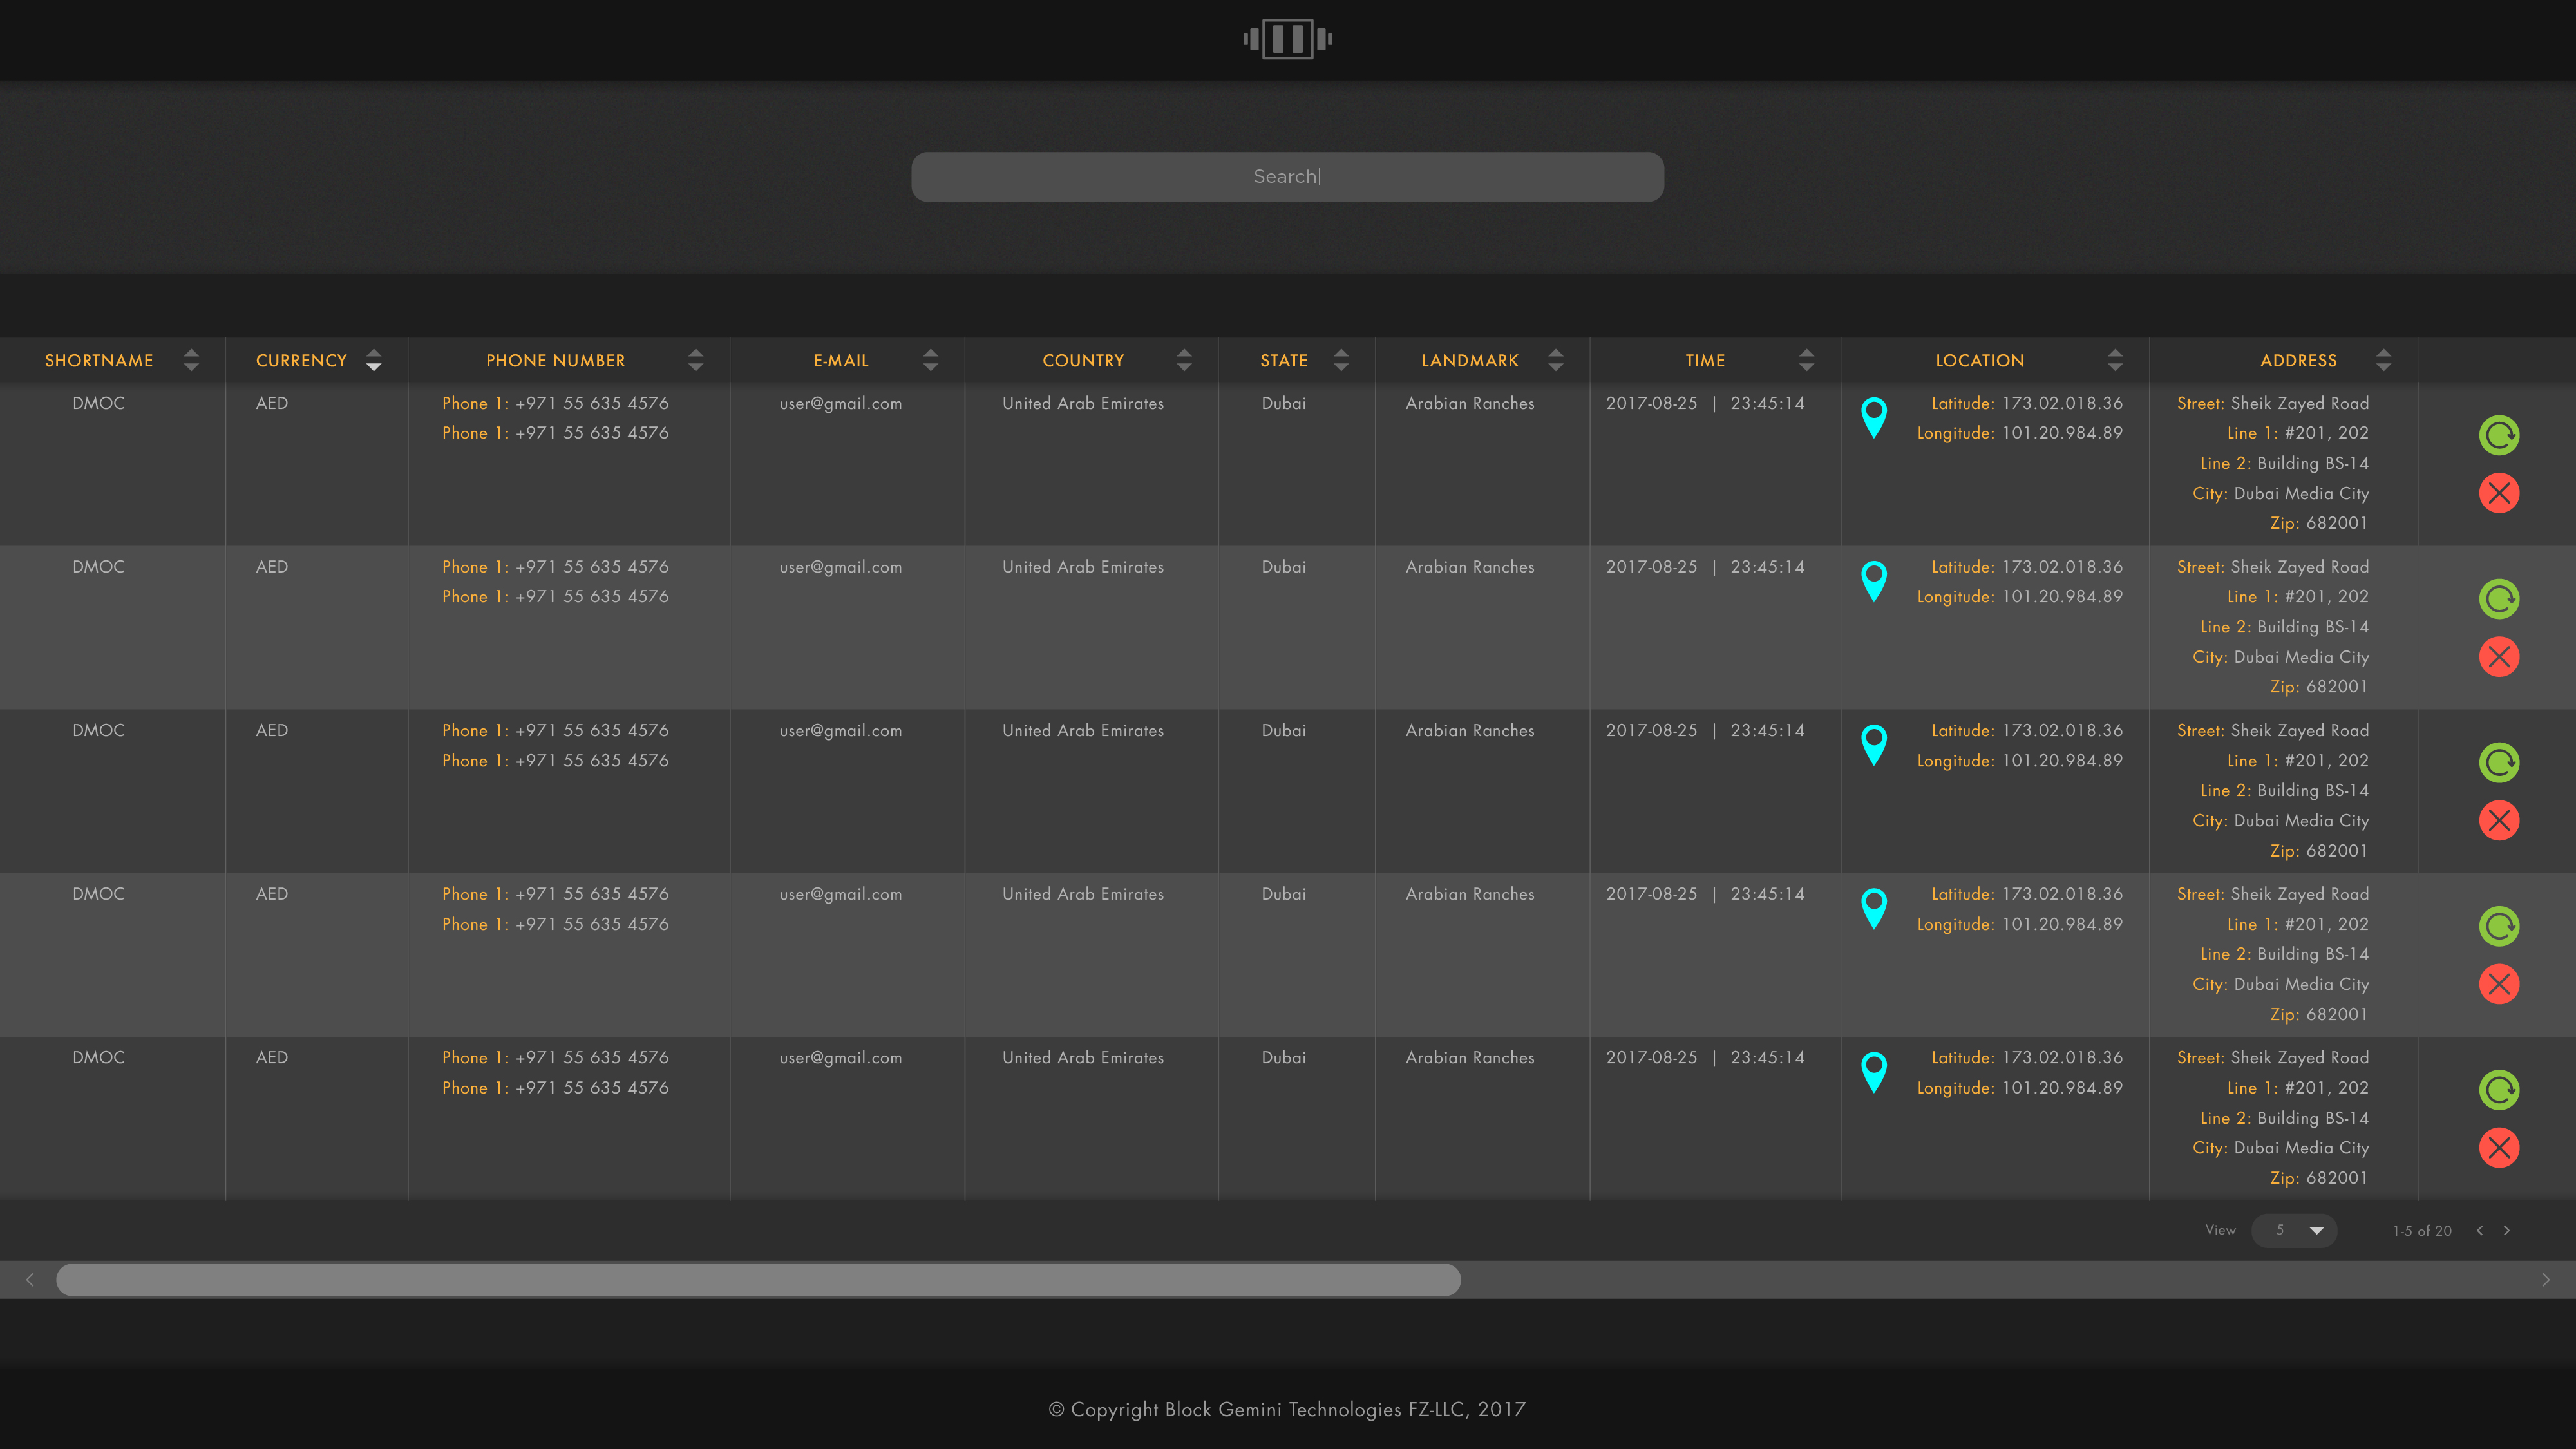 Search
SHORTNAME CURRENCY PHONE NUMBER E-MAIL COUNTRY STATE LANDMARK TIME LOCATION ADDRESS
DMOC AED Phone 1: +971 55 635 4576 user@gmail.com United Arab Emirates Dubai Arabian Ranches 2017-08-25 | 23:45:14 Latitude: 173.02.018.36 Street: Sheik Zayed Road
Phone 1: +971 55 635 4576 Longitude: 101.20.984.89 Line 1: #201, 202
Line 2: Building BS-14
City: Dubai Media City
Zip: 682001
DMOC AED Phone 1: +971 55 635 4576 user@gmail.com United Arab Emirates Dubai Arabian Ranches 2017-08-25 | 23:45:14 Latitude: 173.02.018.36 Street: Sheik Zayed Road
Phone 1: +971 55 635 4576 Longitude: 101.20.984.89 Line 1: #201, 202
Line 2: Building BS-14
City: Dubai Media City
Zip: 682001
DMOC AED Phone 1: +971 55 635 4576 user@gmail.com United Arab Emirates Dubai Arabian Ranches 2017-08-25 | 23:45:14 Latitude: 173.02.018.36 Street: Sheik Zayed Road
Phone 1: +971 55 635 4576 Longitude: 101.20.984.89 Line 1: #201, 202
Line 2: Building BS-14
City: Dubai Media City
Zip: 682001
DMOC AED Phone 1: +971 55 635 4576 user@gmail.com United Arab Emirates Dubai Arabian Ranches 2017-08-25 | 23:45:14 Latitude: 173.02.018.36 Street: Sheik Zayed Road
Phone 1: +971 55 635 4576 Longitude: 101.20.984.89 Line 1: #201, 202
Line 2: Building BS-14
City: Dubai Media City
Zip: 682001
DMOC AED Phone 1: +971 55 635 4576 user@gmail.com United Arab Emirates Dubai Arabian Ranches 2017-08-25 | 23:45:14 Latitude: 173.02.018.36 Street: Sheik Zayed Road
Phone 1: +971 55 635 4576 Longitude: 101.20.984.89 Line 1: #201, 202
Line 2: Building BS-14
City: Dubai Media City
Zip: 682001
View 5 1-5 of 20 < >
© Copyright Block Gemini Technologies FZ-LLC, 2017